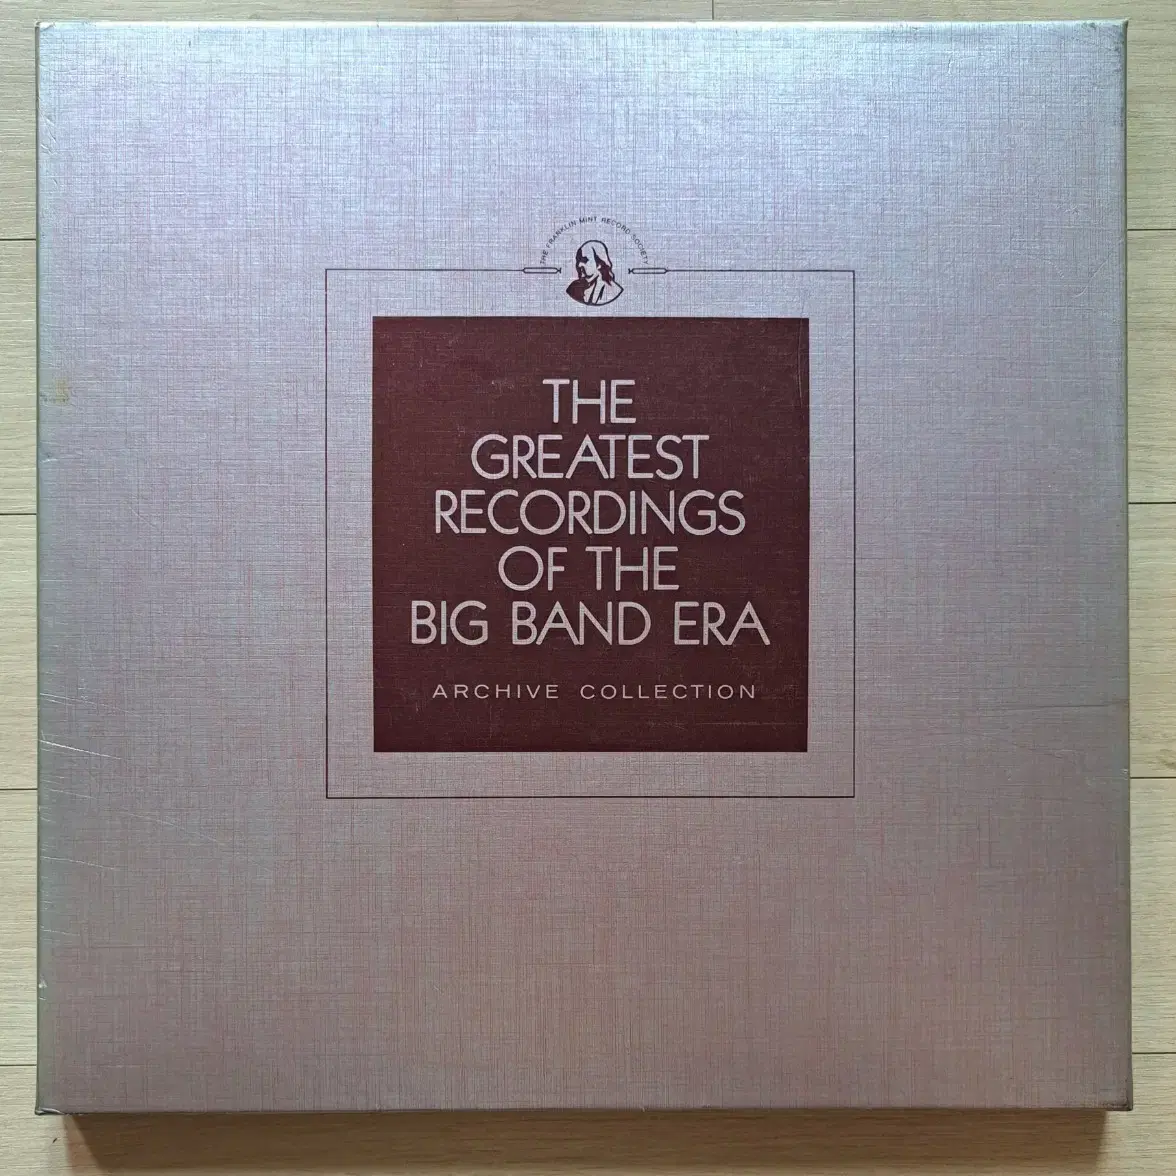 THE FRANKLIN MINT RECORD SOCIETY
THE
GREATEST
RECORDINGS
OF THE
BIG BAND ERA
ARCHIVE COLLECTION